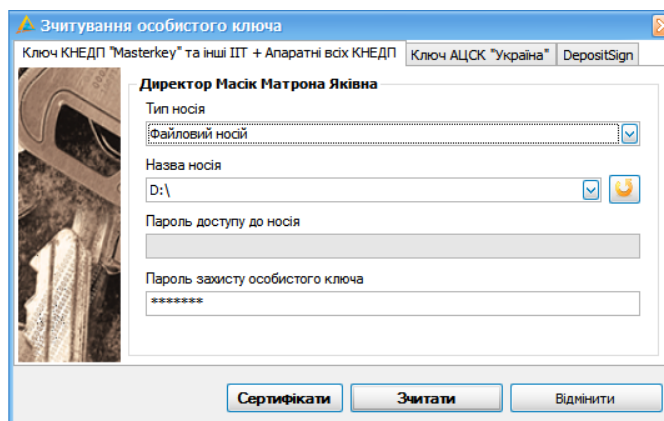 Зчитування особистого ключа
Ключ КНЕДП "Masterkey" та інші ІІТ + Апаратні всіх КНЕДП
Ключ АЦСК "Україна"
DepositSign
Директор Масік Матрона Яківна
Тип носія
Файловий носій
Назва носія
D:\
Пароль доступу до носія
Пароль захисту особистого ключа
*******
Сертифікати
Зчитати
Відмінити